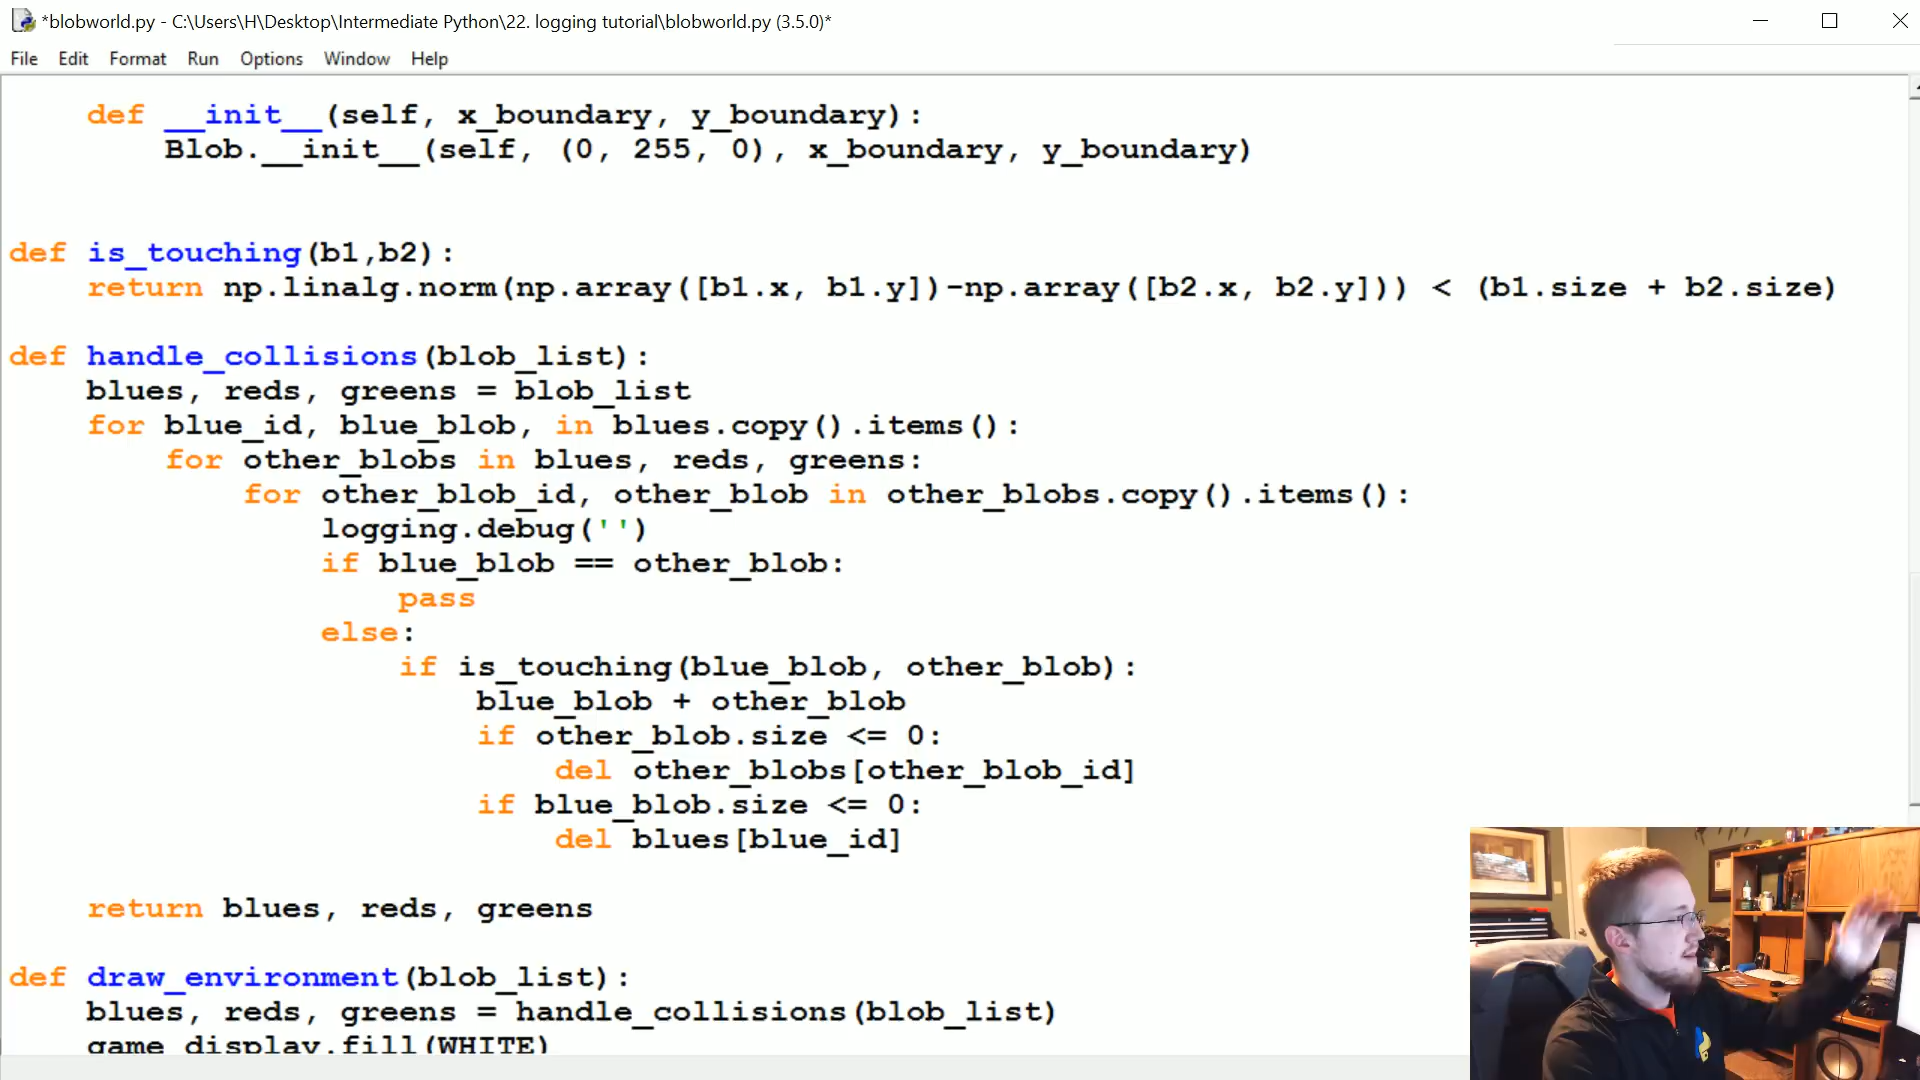 *blobworld.py - C:\Users\H\Desktop\Intermediate Python\22. logging tutorial\blobworld.py (3.5.0)*
File Edit Format Run Options Window Help
def __init__(self, x_boundary, y_boundary):
Blob.__init__(self, (0, 255, 0), x_boundary, y_boundary)
def is_touching(b1,b2):
return np.linalg.norm(np.array([b1.x, b1.y])-np.array([b2.x, b2.y])) < (b1.size + b2.size)
def handle_collisions(blob_list):
blues, reds, greens = blob_list
for blue_id, blue_blob, in blues.copy().items():
for other_blobs in blues, reds, greens:
for other_blob_id, other_blob in other_blobs.copy().items():
logging.debug('')
if blue_blob == other_blob:
pass
else:
if is_touching(blue_blob, other_blob):
blue_blob + other_blob
if other_blob.size <= 0:
del other_blobs[other_blob_id]
if blue_blob.size <= 0:
del blues[blue_id]
return blues, reds, greens
def draw_environment(blob_list):
blues, reds, greens = handle_collisions(blob_list)
game_display.fill(WHITE)